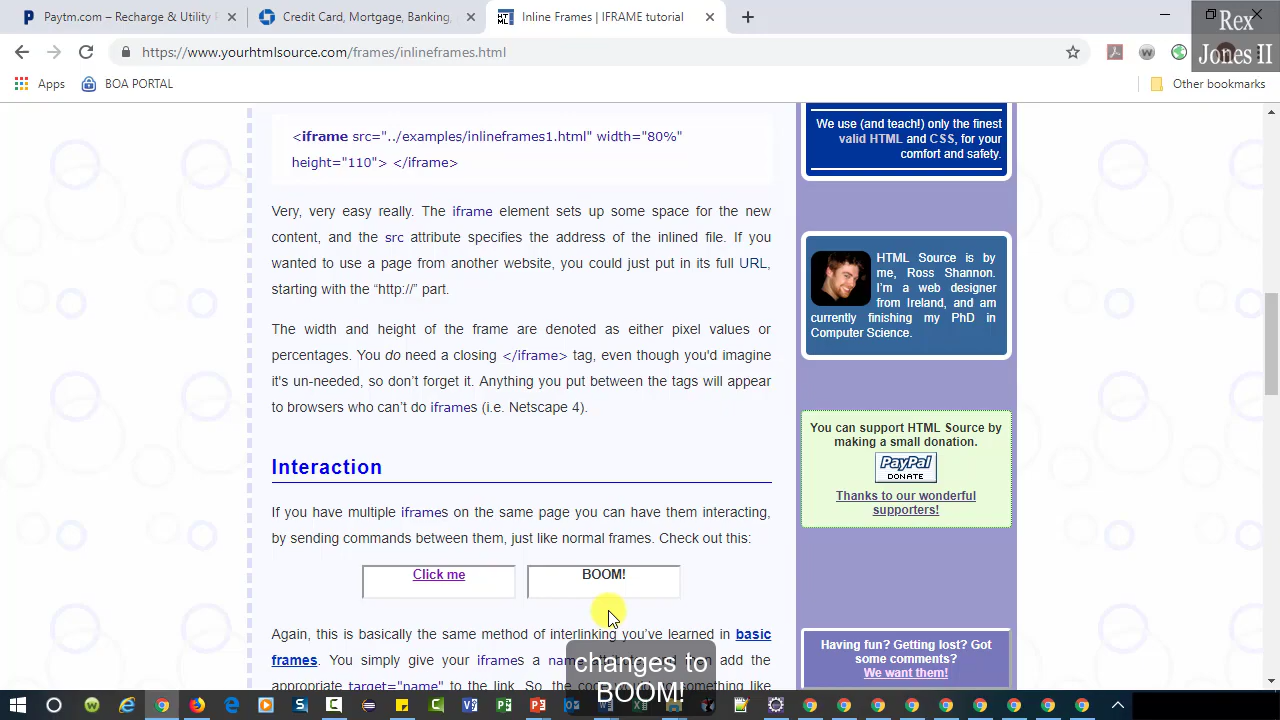 Paytm.com – Recharge & Utility P
Credit Card, Mortgage, Banking,
Inline Frames | IFRAME tutorial
Rex
Jones II
https://www.yourhtmlsource.com/frames/inlineframes.html
Apps
BOA PORTAL
Other bookmarks
<iframe src="../examples/inlineframes1.html" width="80%"
height="110"> </iframe>
Very, very easy really. The iframe element sets up some space for the new
content, and the src attribute specifies the address of the inlined file. If you
wanted to use a page from another website, you could just put in its full URL,
starting with the “http://” part.
The width and height of the frame are denoted as either pixel values or
percentages. You do need a closing </iframe> tag, even though you'd imagine
it's un-needed, so don’t forget it. Anything you put between the tags will appear
to browsers who can’t do iframes (i.e. Netscape 4).
Interaction
If you have multiple iframes on the same page you can have them interacting,
by sending commands between them, just like normal frames. Check out this:
Click me
BOOM!
Again, this is basically the same method of interlinking you’ve learned in basic
frames. You simply give your iframes a
add the
appropriate target="name" to the link. So, the
something like
changes to
BOOM!
We use (and teach!) only the finest
valid HTML and CSS, for your
comfort and safety.
HTML Source is by
me, Ross Shannon.
I’m a web designer
from Ireland, and am
currently finishing my PhD in
Computer Science.
You can support HTML Source by
making a small donation.
PayPal
DONATE
Thanks to our wonderful
supporters!
Having fun? Getting lost? Got
some comments?
We want them!